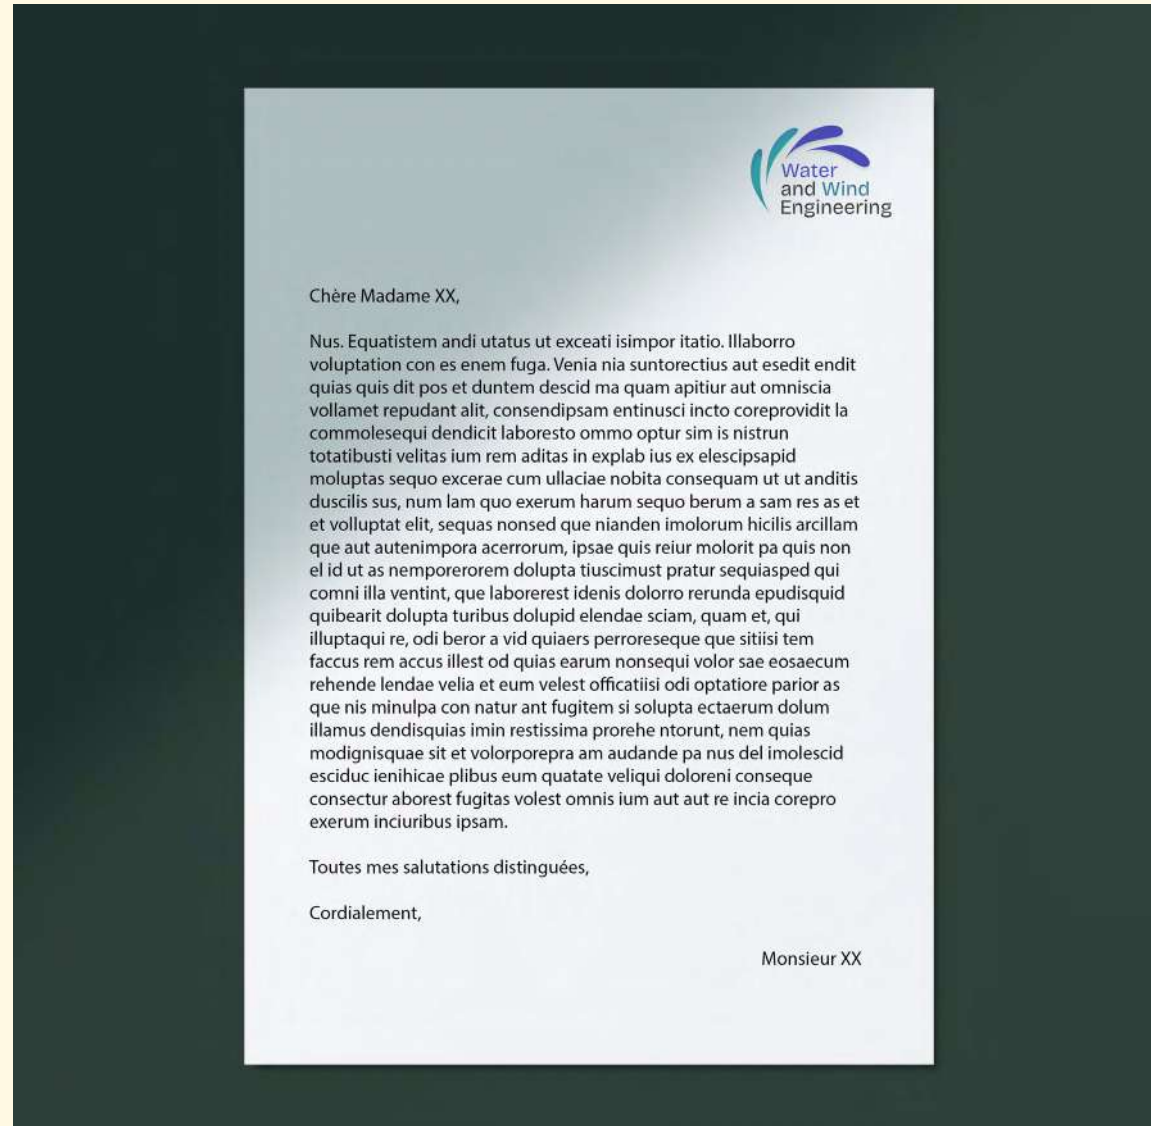 Water
and Wind
Engineering
Chère Madame XX,
Nus. Equatistem andi utatus ut exceati isimpor itatio. Illaborro
voluptation con es enem fuga. Venia nia suntorectius aut esedit endit
quias quis dit pos et duntem descid ma quam apitiur aut omniscia
vollamet repudant alit, consendipsam entinusci incto coreprovidit la
commolesequi dendicit laboresto ommo optur sim is nistrun
totatibusti velitas ium rem aditas in explab ius ex elescipsapid
moluptas sequo excerae cum ullaciae nobita consequam ut ut anditis
duscilis sus, num lam quo exerum harum sequo berum a sam res as et
et volluptat elit, sequas nonsed que nianden imolorum hicilis arcillam
que aut autenimpora acerrorum, ipsae quis reiur molorit pa quis non
el id ut as nemporerorem dolupta tiuscimust pratur sequiasped qui
comni illa ventint, que laborerest idenis dolorro rerunda epudisquid
quibearit dolupta turibus dolupid elendae sciam, quam et, qui
illuptaqui re, odi beror a vid quiaers perroreseque que sitiisi tem
faccus rem accus illest od quias earum nonsequi volor sae eosaecum
rehende lendae velia et eum velest officatiisi odi optatiore parior as
que nis minulpa con natur ant fugitem si solupta ectaerum dolum
illamus dendisquias imin restissima prorehe ntorunt, nem quias
modignisquae sit et volorporepra am audande pa nus del imolescid
esciduc ienihicae plibus eum quatate veliqui doloreni conseque
consectur aborest fugitas volest omnis ium aut aut re incia corepro
exerum inciuribus ipsam.
Toutes mes salutations distinguées,
Cordialement,
Monsieur XX